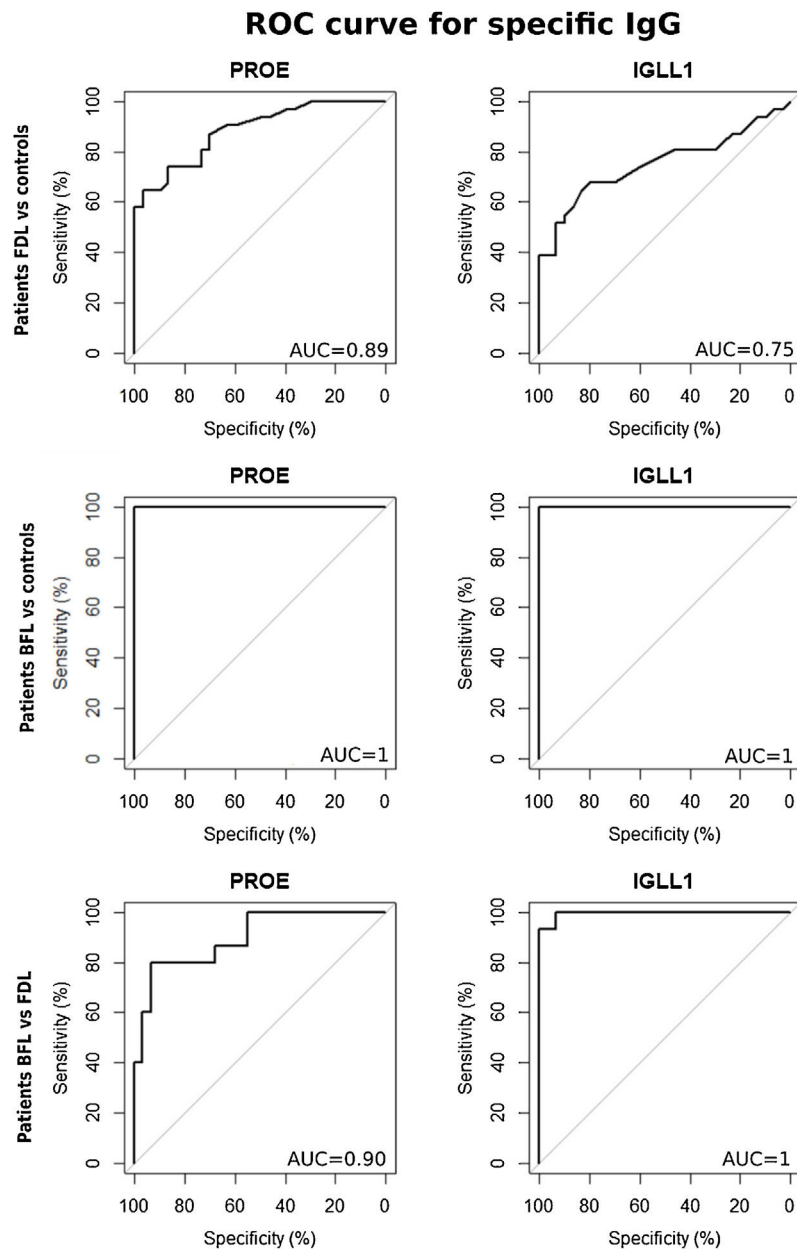 ROC curve for specific IgG
PROE
IGLL1
Patients FDL vs controls
Sensitivity (%)
100
80
60
40
20
0
AUC=0.89
100 80 60 40 20 0
Specificity (%)
Sensitivity (%)
100
80
60
40
20
0
AUC=0.75
100 80 60 40 20 0
Specificity (%)
PROE
IGLL1
Patients BFL vs controls
Sensitivity (%)
100
80
60
40
20
0
AUC=1
100 80 60 40 20 0
Specificity (%)
Sensitivity (%)
100
80
60
40
20
0
AUC=1
100 80 60 40 20 0
Specificity (%)
PROE
IGLL1
Patients BFL vs FDL
Sensitivity (%)
100
80
60
40
20
0
AUC=0.90
100 80 60 40 20 0
Specificity (%)
Sensitivity (%)
100
80
60
40
20
0
AUC=1
100 80 60 40 20 0
Specificity (%)